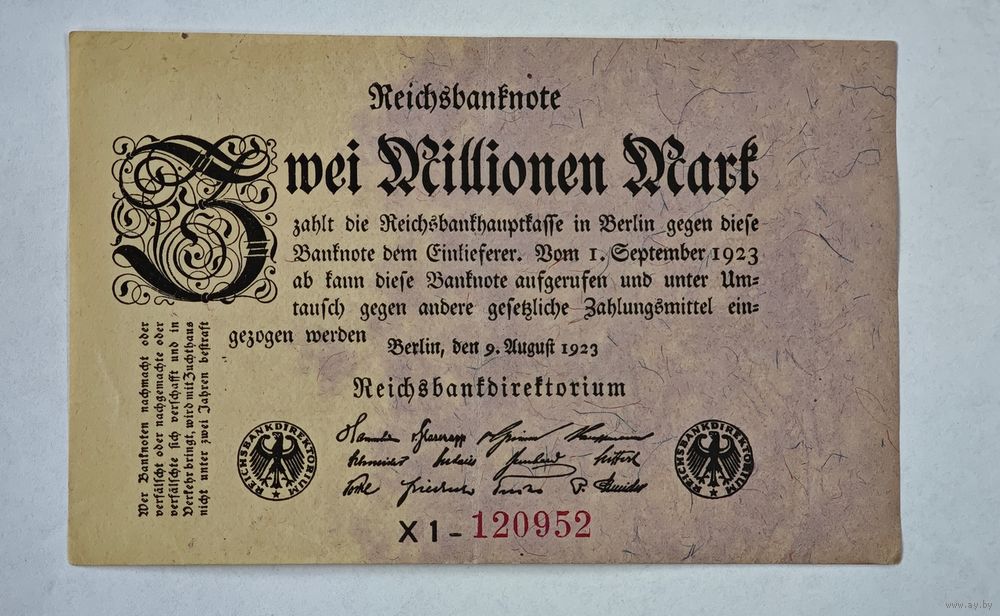 Reichsbanknote
Zwei Millionen Mark
zahlt die Reichsbankhauptkasse in Berlin gegen diese
Banknote dem Einlieferer. Vom 1. September 1923
ab kann diese Banknote aufgerufen und unter Um=
tausch gegen andere gesetzliche Zahlungsmittel ein=
gezogen werden
Berlin, den 9. August 1923
Reichsbankdirektorium
Wer Banknoten nachmacht oder
verfälscht oder nachgemachte oder
verfälschte sich verschafft und in
Verkehr bringt, wird mit Zuchthaus
nicht unter zwei Jahren bestraft
REICHSBANKDIREKTORIUM
REICHSBANKDIREKTORIUM
X1-120952
www.ay.by